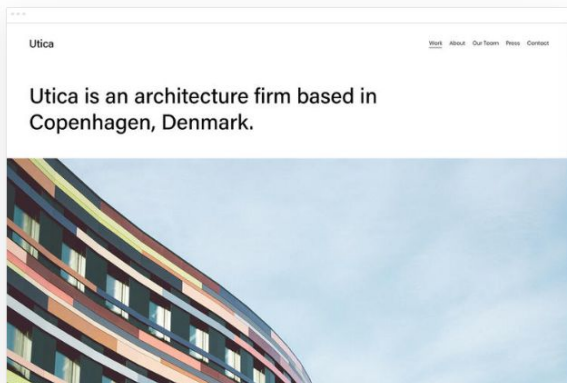 Utica
Work About Our Team Press Contact
Utica is an architecture firm based in
Copenhagen, Denmark.